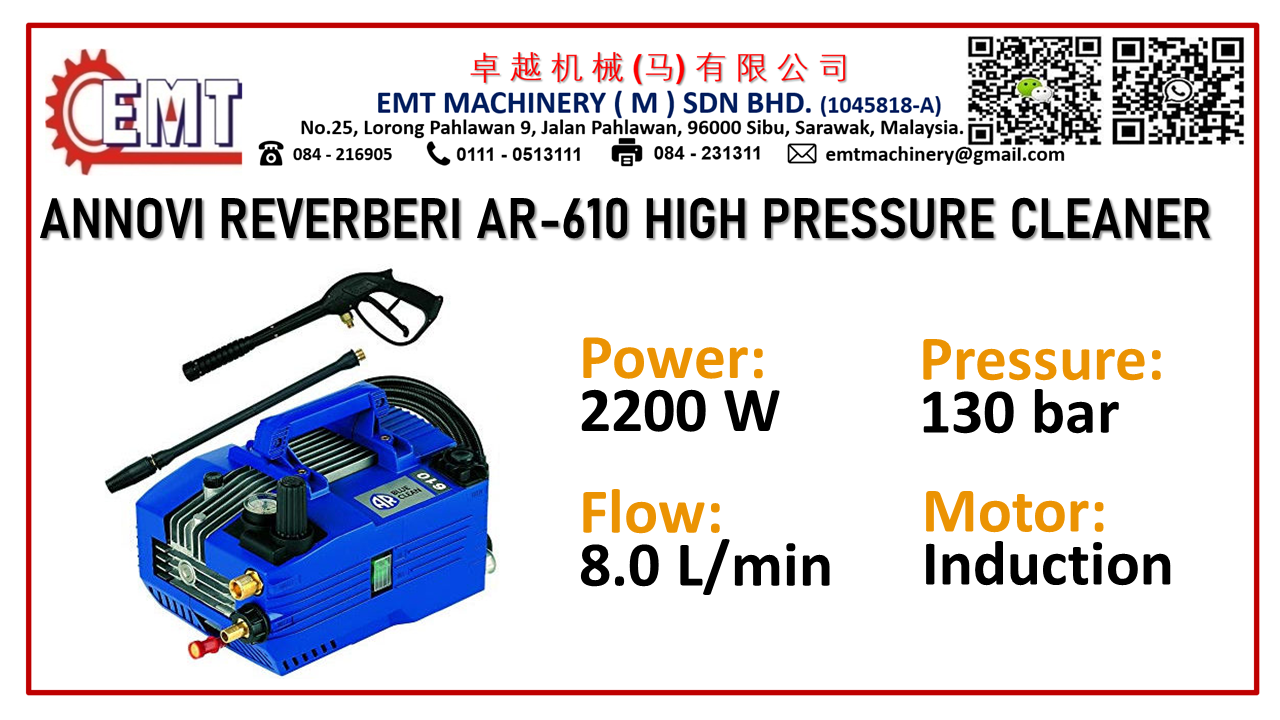 EMT
卓越机械(马)有限公司
EMT MACHINERY ( M ) SDN BHD. (1045818-A)
No.25, Lorong Pahlawan 9, Jalan Pahlawan, 96000 Sibu, Sarawak, Malaysia.
084 - 216905 0111 - 0513111 084 - 231311 emtmachinery@gmail.com
ANNOVI REVERBERI AR-610 HIGH PRESSURE CLEANER
Power: Pressure:
2200 W 130 bar
Flow: Motor:
8.0 L/min Induction
AR BLUE CLEAN 610